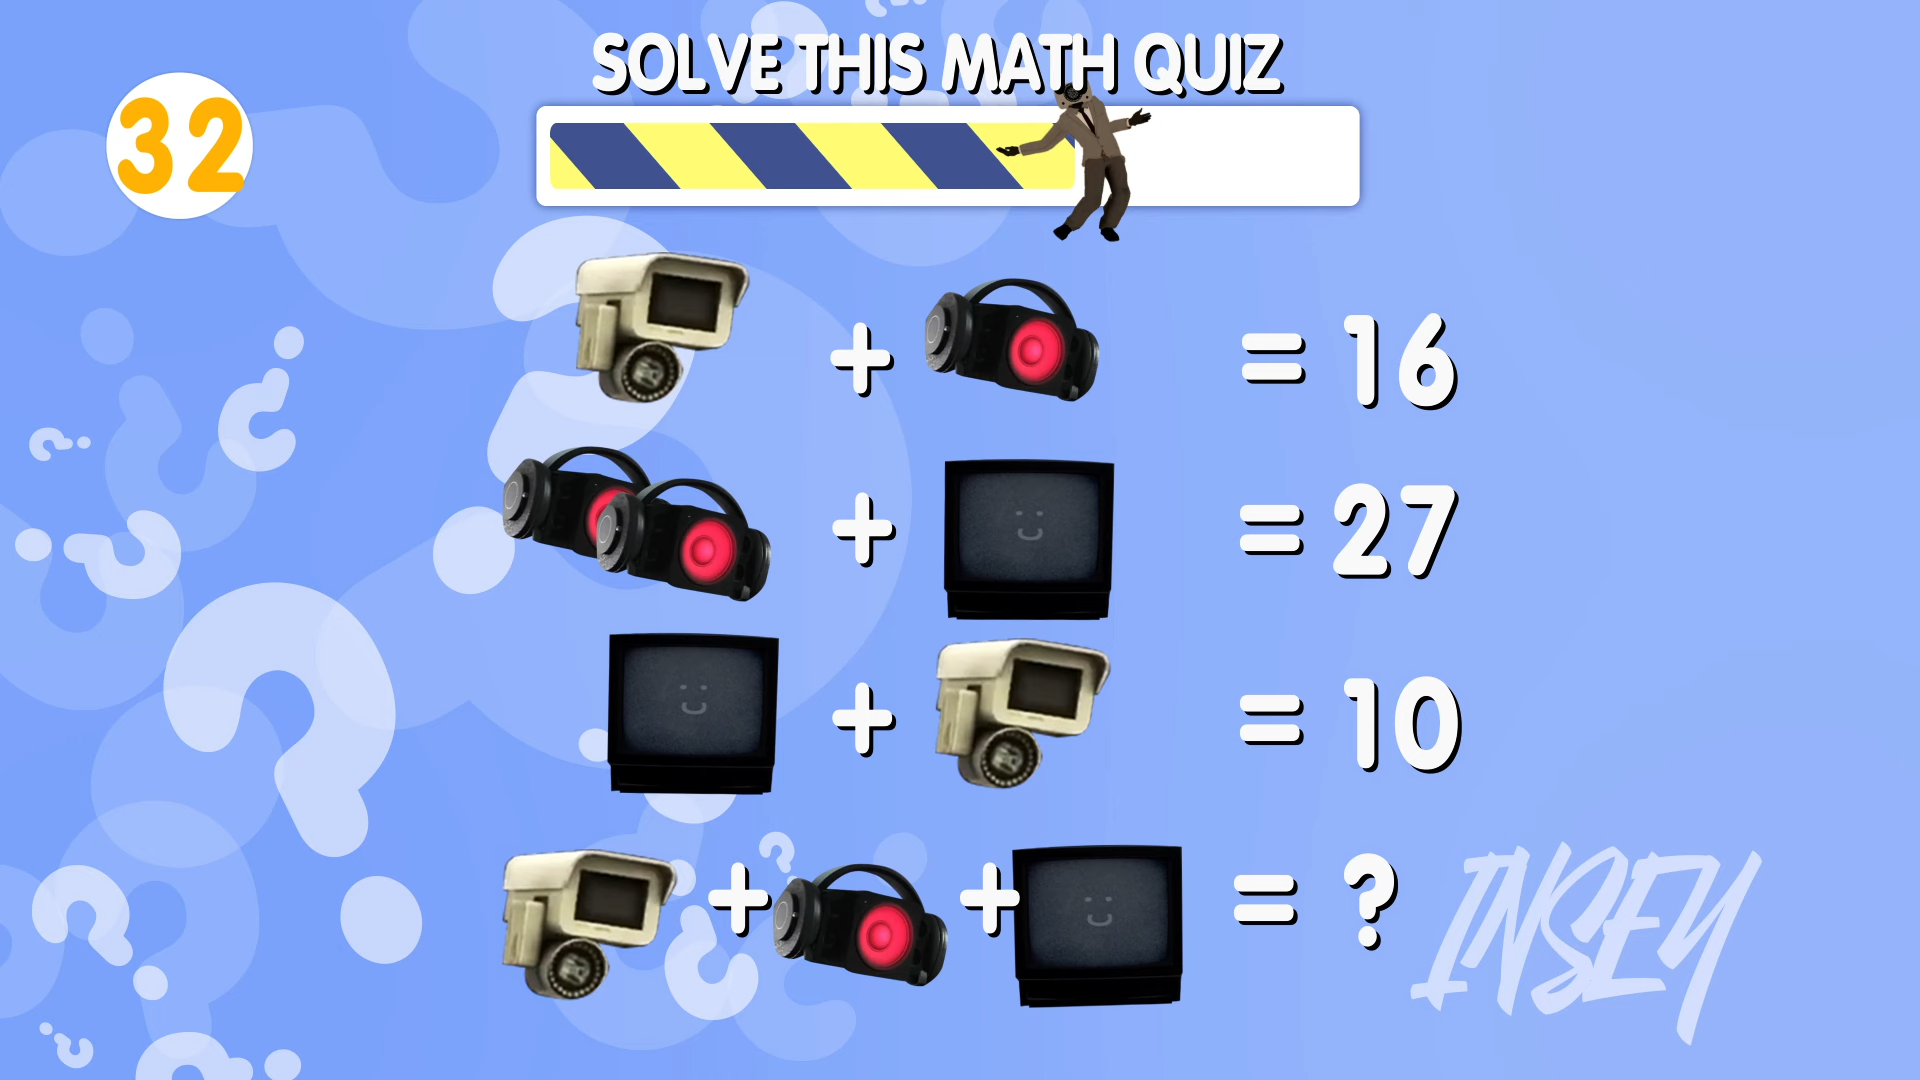 SOLVE THIS MATH QUIZ
32
+ = 16
+ = 27
+ = 10
+ + = ?
INSEY